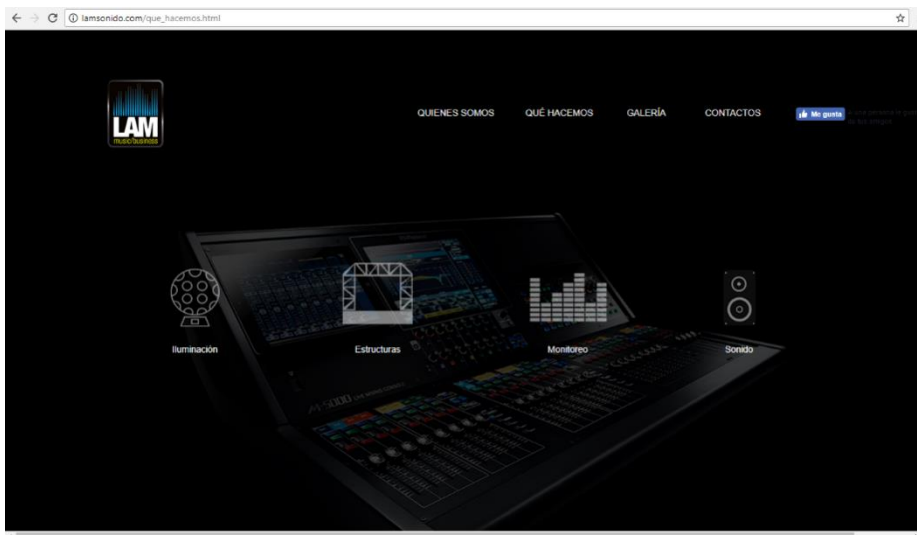 lamsonido.com/que_hacemos.html
LAM
music/business
QUIENES SOMOS QUÉ HACEMOS GALERÍA CONTACTOS Me gusta
Iluminación Estructuras Monitoreo Sonido
M-5000